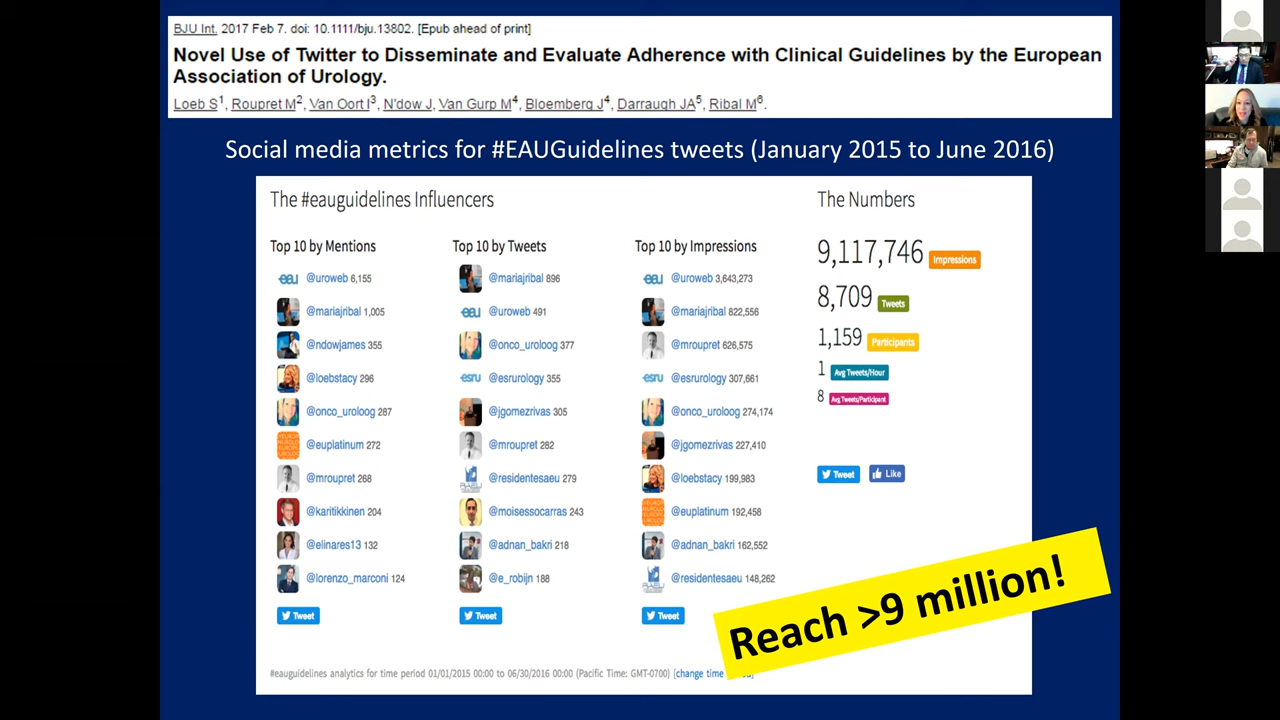 BJU Int. 2017 Feb 7. doi: 10.1111/bju.13802. [Epub ahead of print]
Novel Use of Twitter to Disseminate and Evaluate Adherence with Clinical Guidelines by the European
Association of Urology.
Loeb S1, Roupret M2, Van Oort I3, N'dow J, Van Gurp M4, Bloemberg J4, Darraugh JA5, Ribal M6.
Social media metrics for #EAUGuidelines tweets (January 2015 to June 2016)
The #eauguidelines Influencers
Top 10 by Mentions
eau @uroweb 6,155
@mariajribal 1,005
@ndowjames 355
@loebstacy 296
@onco_uroloog 287
@euplatinum 272
@mroupret 268
@karitikkinen 204
@elinares13 132
@lorenzo_marconi 124
Tweet
Top 10 by Tweets
@mariajribal 896
eau @uroweb 491
@onco_uroloog 377
esru @esrurology 355
@jgomezrivas 305
@mroupret 282
@residentesaeu 279
@moisessocarras 243
@adnan_bakri 218
@e_robijn 188
Tweet
Top 10 by Impressions
eau @uroweb 3,643,273
@mariajribal 822,556
@mroupret 626,575
esru @esrurology 307,661
@onco_uroloog 274,174
@jgomezrivas 227,410
@loebstacy 199,983
@euplatinum 192,458
@adnan_bakri 162,552
@residentesaeu 148,262
Tweet
The Numbers
9,117,746 Impressions
8,709 Tweets
1,159 Participants
1 Avg Tweets/Hour
8 Avg Tweets/Participant
Tweet Like
Reach >9 million!
#eauguidelines analytics for time period 01/01/2015 00:00 to 06/30/2016 00:00 (Pacific Time: GMT-0700) [change time